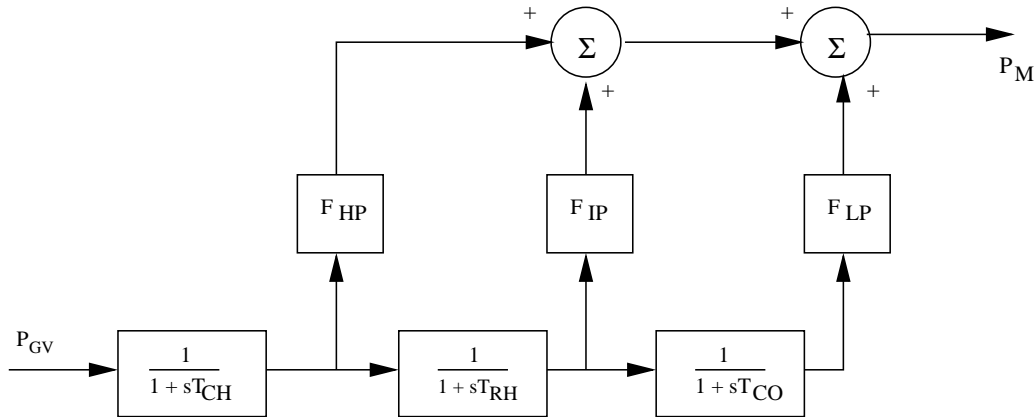 + +
Σ Σ
P_M
+ +
F_HP F_IP F_LP
P_GV
1 1 1
1 + sT_CH 1 + sT_RH 1 + sT_CO